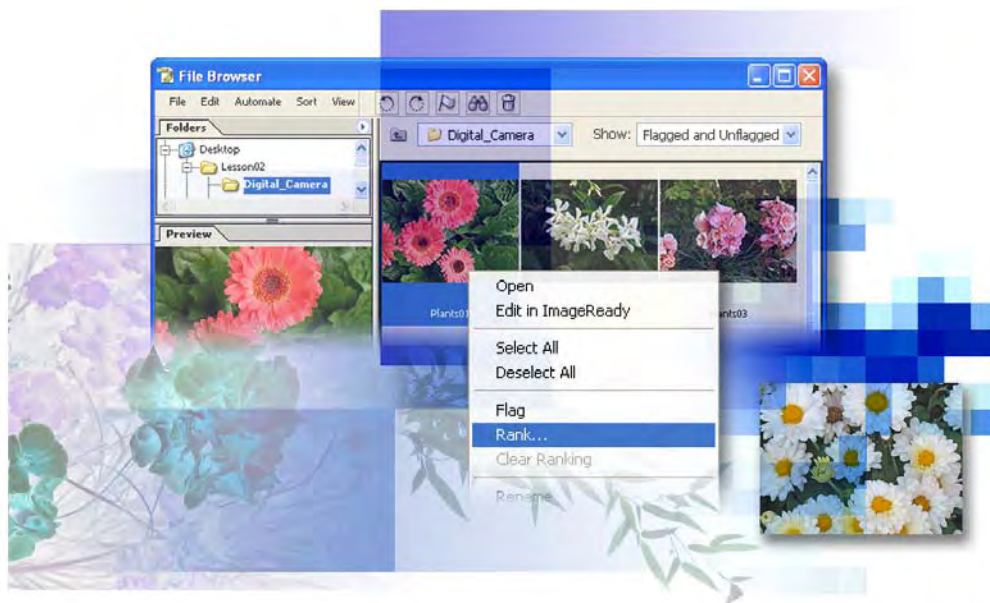 File Browser
File Edit Automate Sort View
Folders
Digital_Camera Show: Flagged and Unflagged
Desktop
Lesson02
Digital_Camera
Preview
Open
Edit in ImageReady
Plants01
Select All
Deselect All
Flag
Rank...
Clear Ranking
Rename